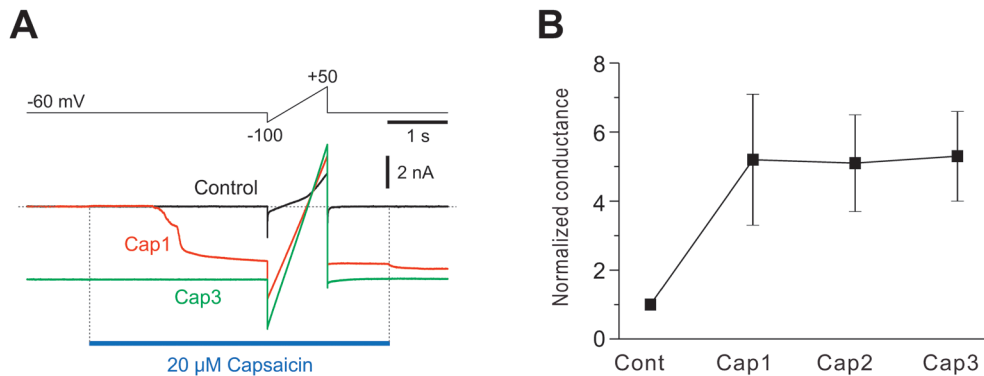 A
-60 mV
+50
-100
1 s
2 nA
Control
Cap1
Cap3
20 µM Capsaicin
B
Normalized conductance
8
6
4
2
0
Cont
Cap1
Cap2
Cap3